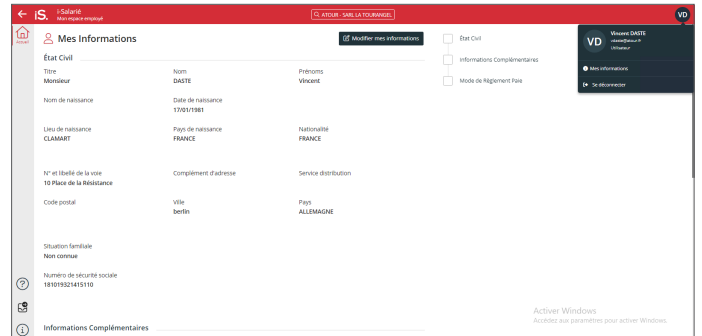 iS. i-Salarié
Mon espace employé
ATOUR - SARL LA TOURANGEL
VD
Accueil
Mes Informations
Modifier mes informations
État Civil
Titre Nom Prénoms
Monsieur DASTE Vincent
Nom de naissance Date de naissance
17/01/1981
Lieu de naissance Pays de naissance Nationalité
CLAMART FRANCE FRANCE
N° et libellé de la voie Complément d'adresse Service distribution
10 Place de la Résistance
Code postal Ville Pays
berlin ALLEMAGNE
Situation familiale
Non connue
Numéro de sécurité sociale
181019321415110
Informations Complémentaires
État Civil
Informations Complémentaires
Mode de Règlement Paie
VD
Vincent DASTE
Utilisateur
Mes informations
Se déconnecter
Activer Windows
Accédez aux paramètres pour activer Windows.